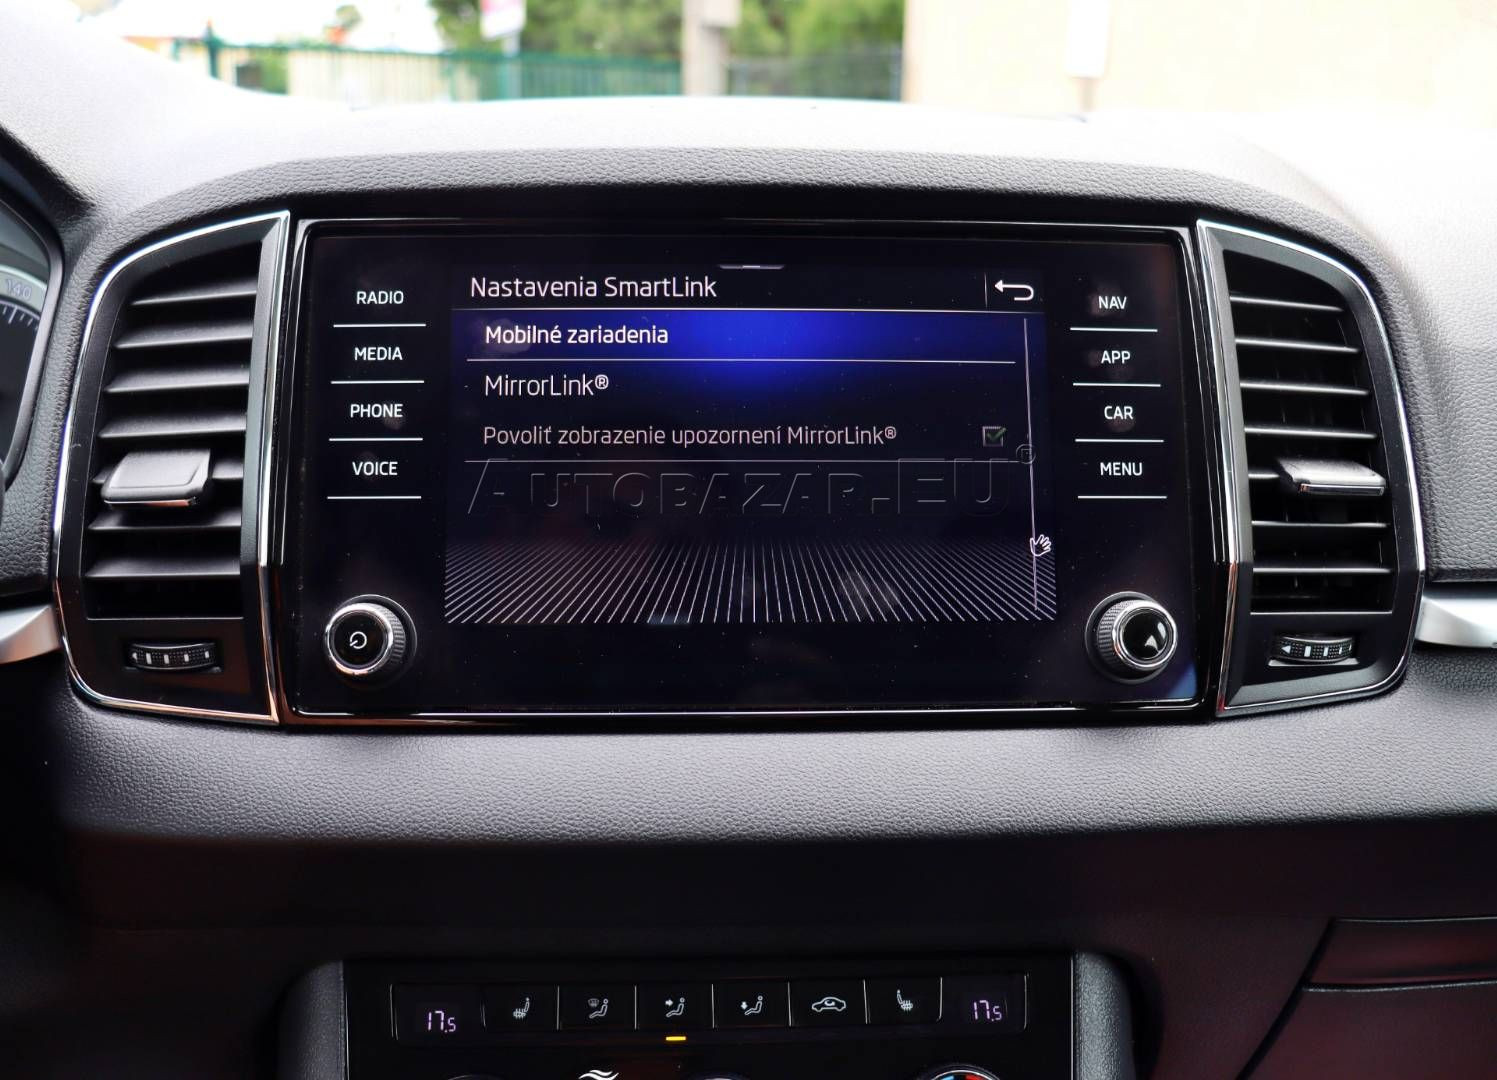 140
Nastavenia SmartLink
Mobilné zariadenia
MirrorLink®
Povoliť zobrazenie upozornení MirrorLink®
AUTOBAZAR.EU®
RADIO
MEDIA
PHONE
VOICE
NAV
APP
CAR
MENU
17.5
17.5